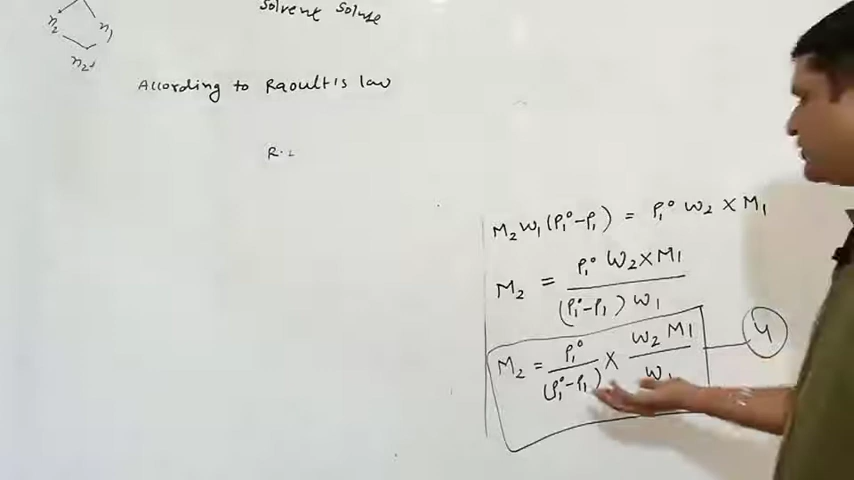 Solvent Solute
n₂ n₁
n₂+
According to Raoult's law
R.
M₂W₁(P₁°-P₁) = P₁° W₂ X M₁
M₂ = P₁° W₂ X M₁ / (P₁°-P₁) W₁
M₂ = P₁° / (P₁°-P₁) X W₂ M₁ / W₁ 4